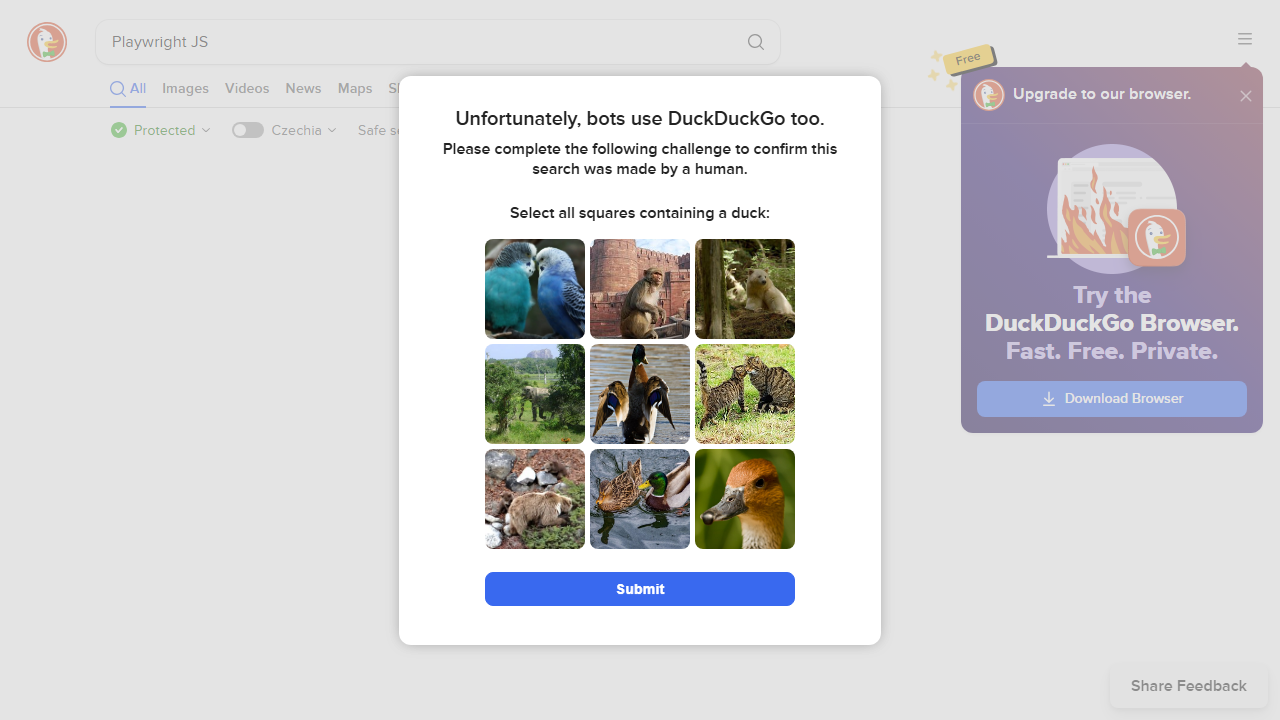 Playwright JS
Free
All Images Videos News Maps
Protected Czechia Safe
Upgrade to our browser.
Unfortunately, bots use DuckDuckGo too.
Please complete the following challenge to confirm this
search was made by a human.
Select all squares containing a duck:
Try the
DuckDuckGo Browser.
Fast. Free. Private.
Download Browser
Submit
Share Feedback